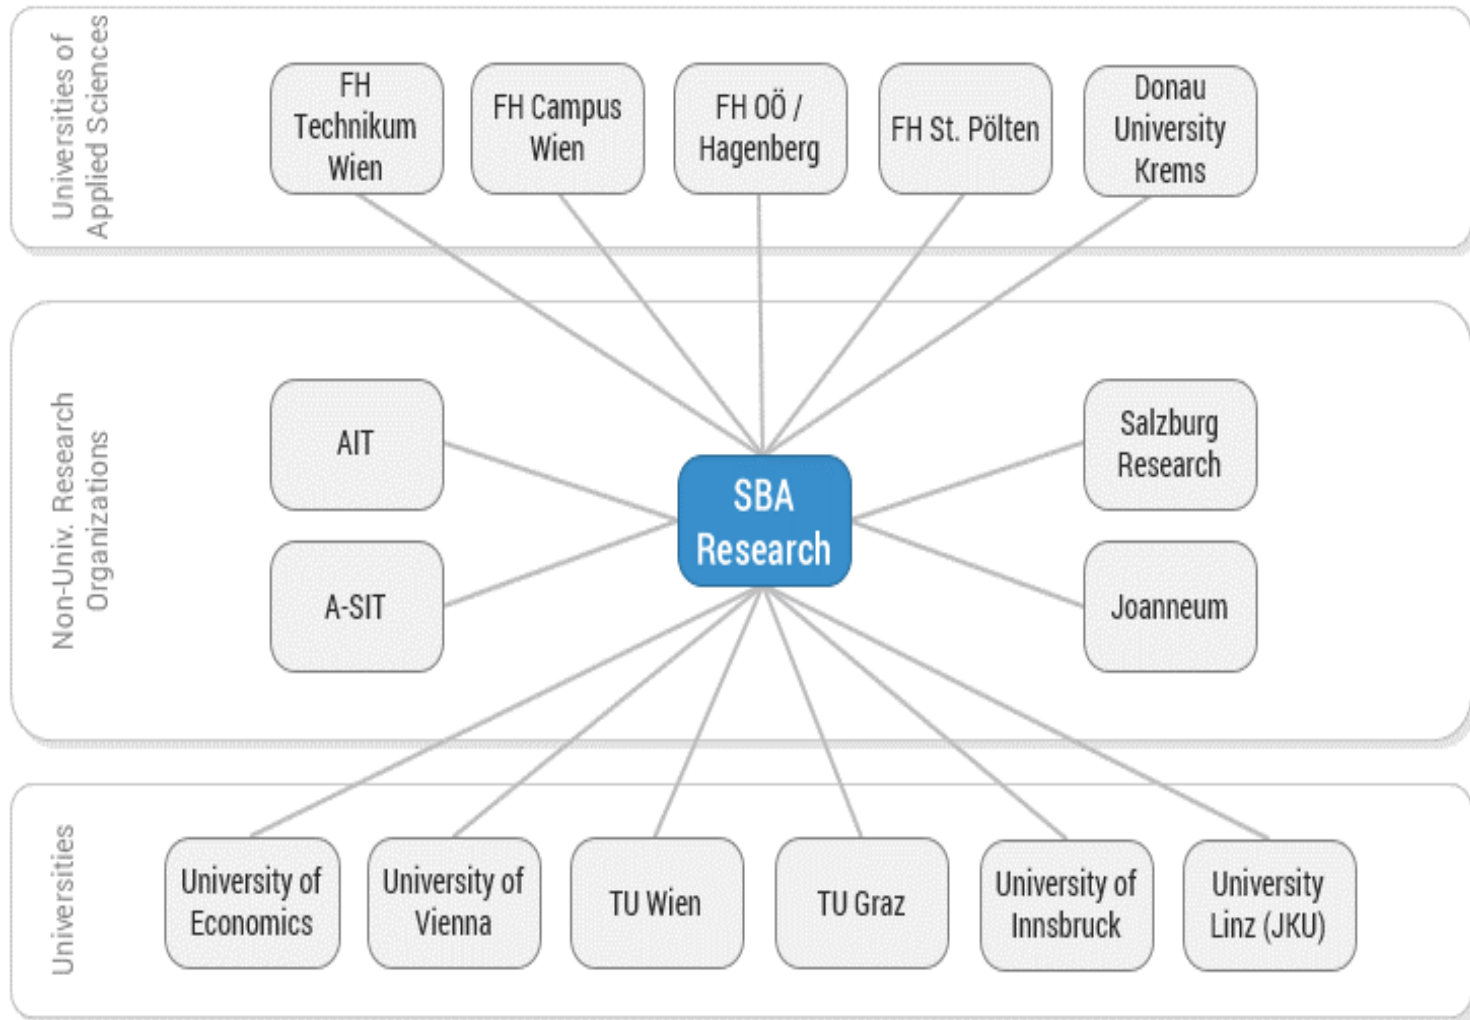 Universities of
Applied Sciences
FH
Technikum
Wien
FH Campus
Wien
FH OÖ /
Hagenberg
FH St. Pölten
Donau
University
Krems
Non-Univ. Research
Organizations
AIT
A-SIT
SBA
Research
Salzburg
Research
Joanneum
Universities
University of
Economics
University of
Vienna
TU Wien
TU Graz
University of
Innsbruck
University
Linz (JKU)